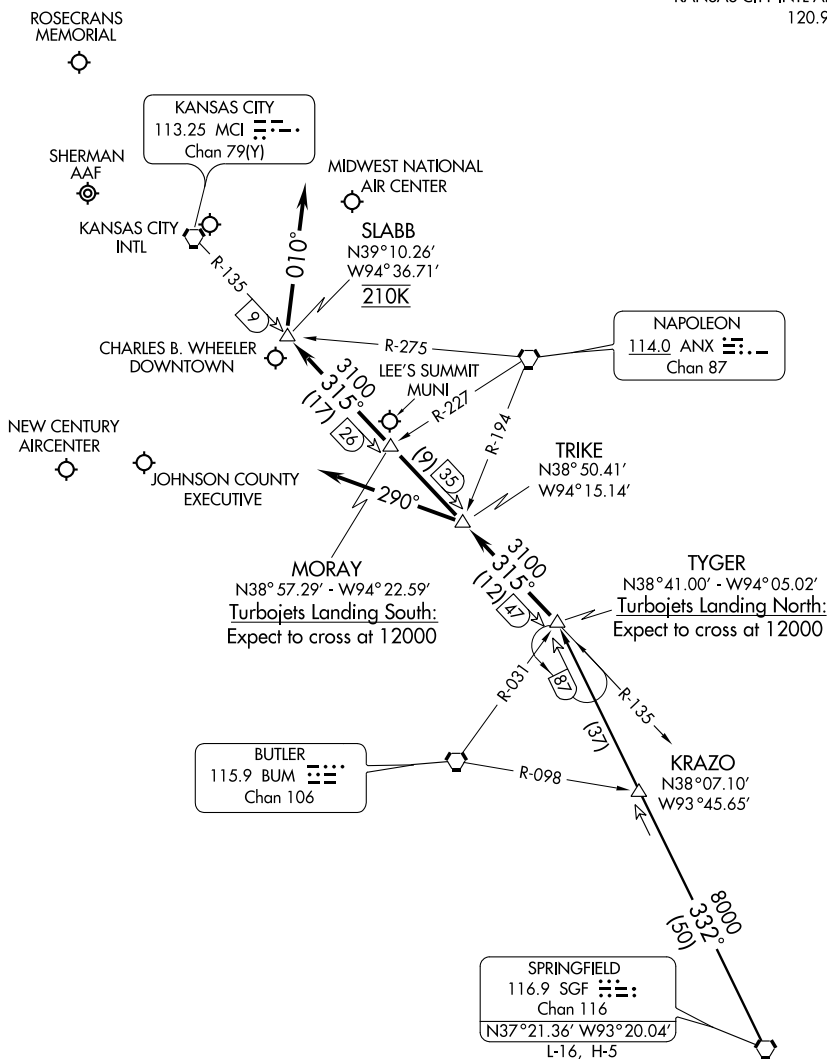 KANSAS CITY INTL
120.9
ROSECRANS
MEMORIAL
KANSAS CITY
113.25 MCI
Chan 79(Y)
SHERMAN
AAF
MIDWEST NATIONAL
AIR CENTER
KANSAS CITY
INTL
010°
SLABB
N39°10.26'
W94°36.71'
210K
R-135
9
NAPOLEON
114.0 ANX
Chan 87
R-275
CHARLES B. WHEELER
DOWNTOWN
LEE'S SUMMIT
MUNI
3100
315°
(17)
26
R-227
R-194
NEW CENTURY
AIRCENTER
JOHNSON COUNTY
EXECUTIVE
(9)
35
TRIKE
N38°50.41'
W94°15.14'
290°
MORAY
N38°57.29' - W94°22.59'
Turbojets Landing South:
Expect to cross at 12000
3100
315°
(12)
47
TYGER
N38°41.00' - W94°05.02'
Turbojets Landing North:
Expect to cross at 12000
R-031
87
R-135
(37)
BUTLER
115.9 BUM
Chan 106
R-098
KRAZO
N38°07.10'
W93°45.65'
8000
332°
(50)
SPRINGFIELD
116.9 SGF
Chan 116
N37°21.36' W93°20.04'
L-16, H-5